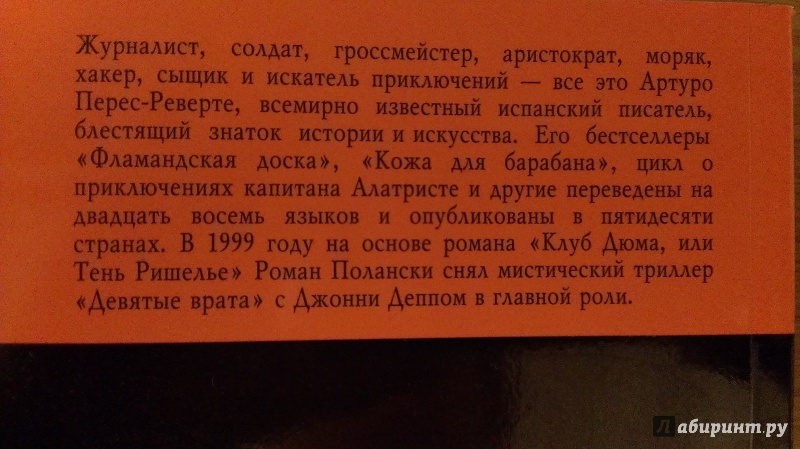 Журналист, солдат, гроссмейстер, аристократ, моряк,
хакер, сыщик и искатель приключений — все это Артуро
Перес-Реверте, всемирно известный испанский писатель,
блестящий знаток истории и искусства. Его бестселлеры
«Фламандская доска», «Кожа для барабана», цикл о
приключениях капитана Алатристе и другие переведены на
двадцать восемь языков и опубликованы в пятидесяти
странах. В 1999 году на основе романа «Клуб Дюма, или
Тень Ришелье» Роман Полански снял мистический триллер
«Девятые врата» с Джонни Деппом в главной роли.
Лабиринт.ру